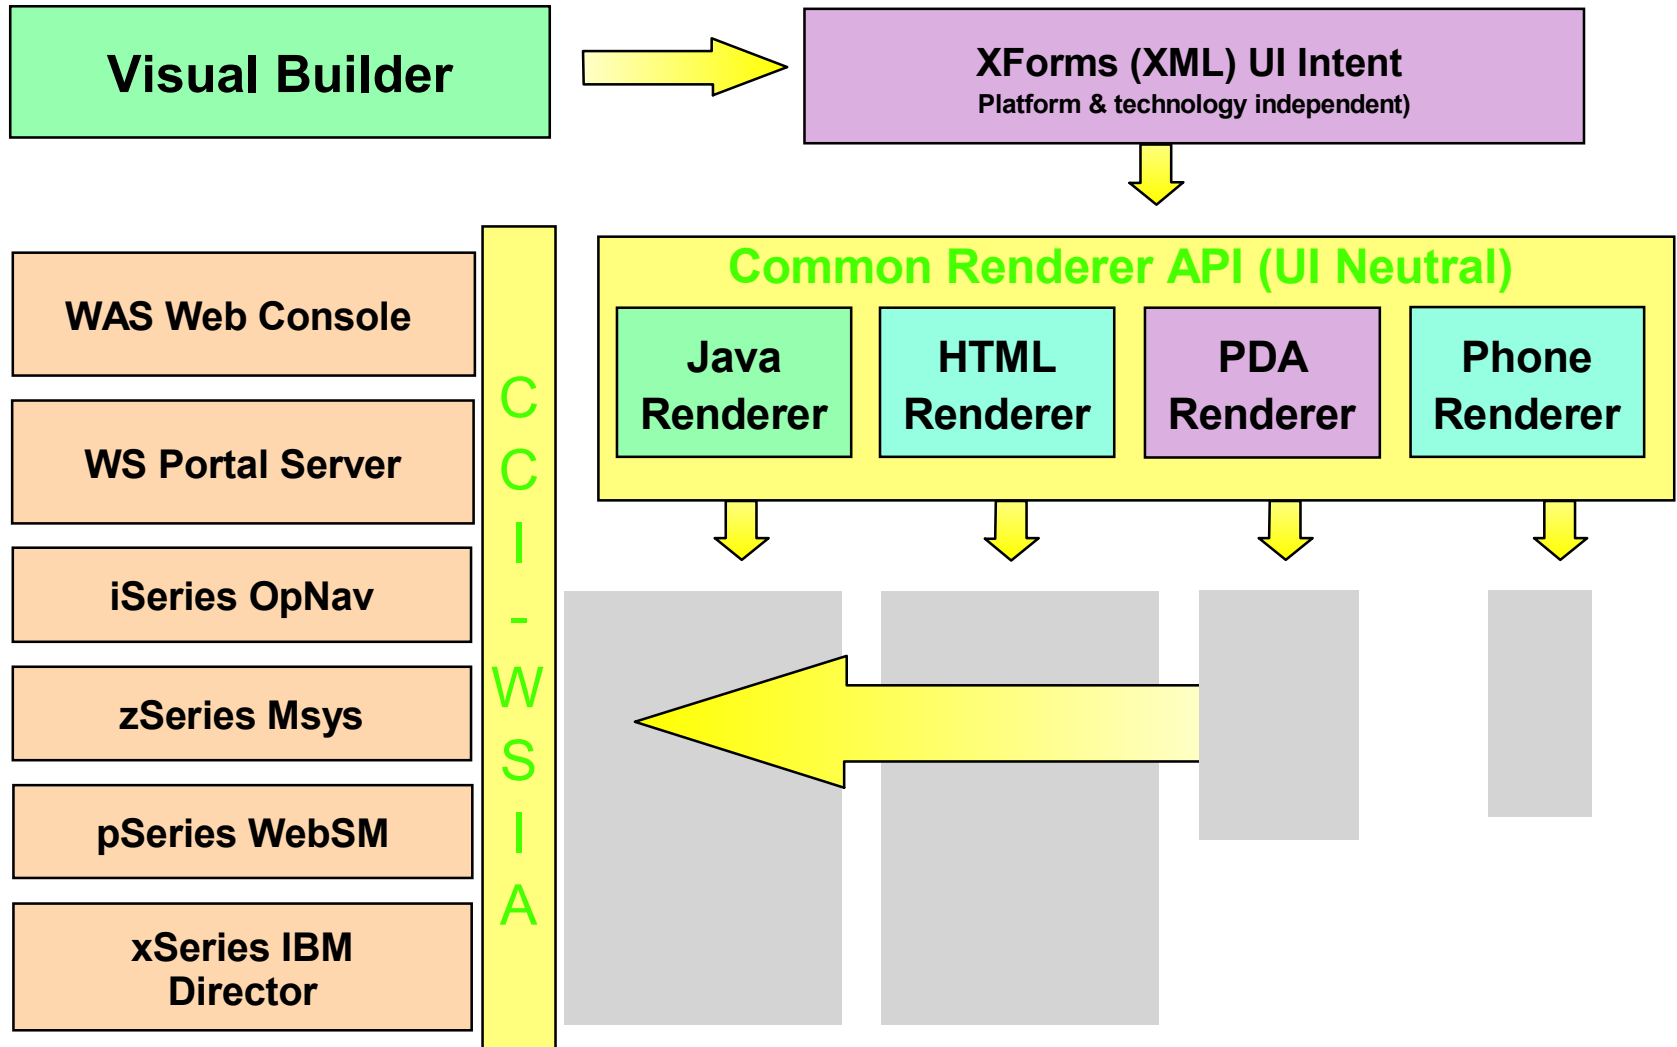 Visual Builder
XForms (XML) UI Intent
Platform & technology independent)
Common Renderer API (UI Neutral)
Java
Renderer
HTML
Renderer
PDA
Renderer
Phone
Renderer
WAS Web Console
WS Portal Server
iSeries OpNav
zSeries Msys
pSeries WebSM
xSeries IBM
Director
C
C
I
-
W
S
I
A